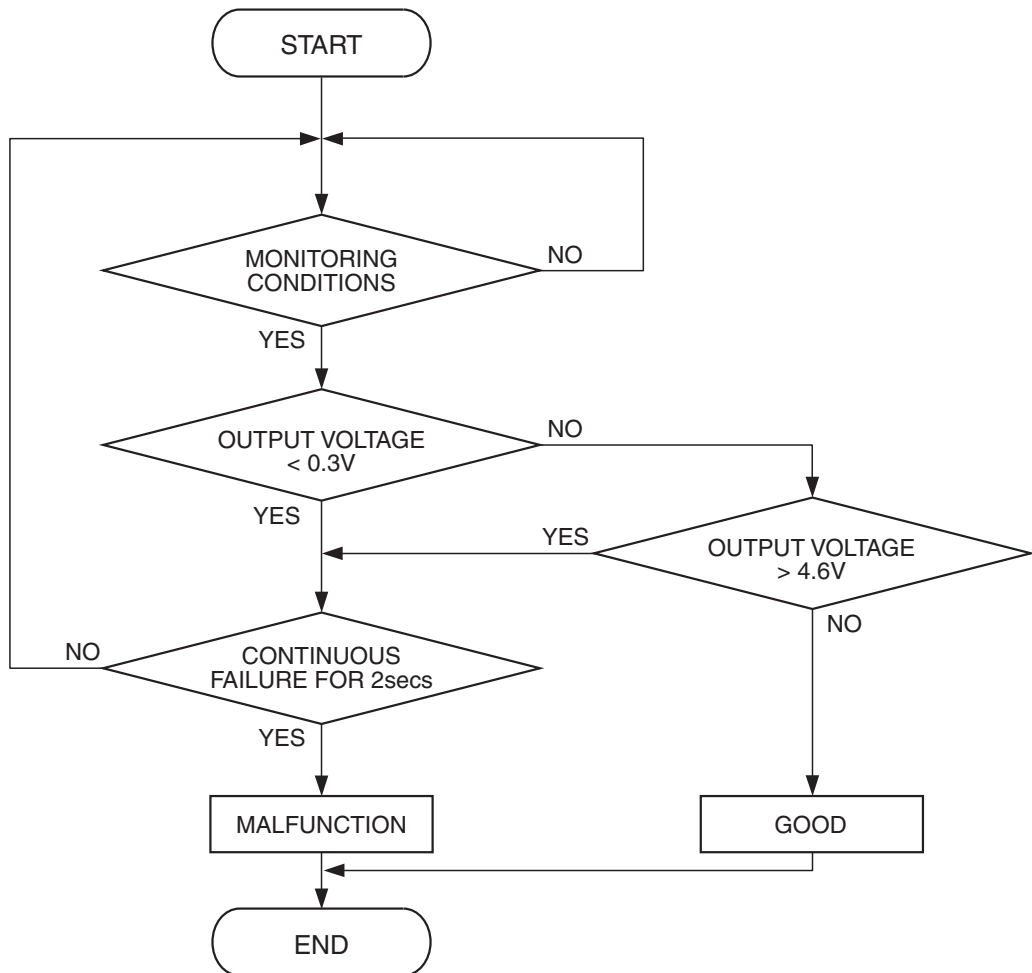 START
MONITORING
CONDITIONS
NO
YES
OUTPUT VOLTAGE
< 0.3V
NO
YES
OUTPUT VOLTAGE
> 4.6V
YES
NO
CONTINUOUS
FAILURE FOR 2secs
NO
YES
MALFUNCTION
GOOD
END